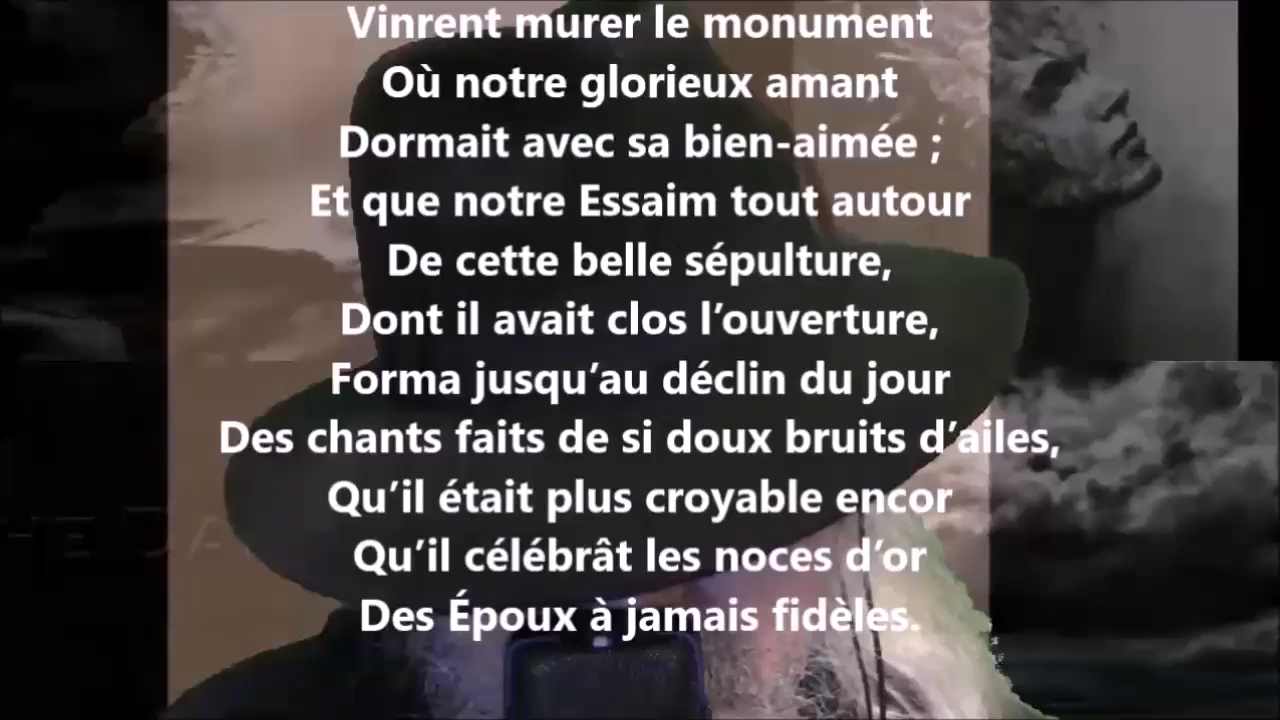 Vinrent murer le monument
Où notre glorieux amant
Dormait avec sa bien-aimée ;
Et que notre Essaim tout autour
De cette belle sépulture,
Dont il avait clos l’ouverture,
Forma jusqu’au déclin du jour
Des chants faits de si doux bruits d’ailes,
Qu’il était plus croyable encor
Qu’il célébrât les noces d’or
Des Époux à jamais fidèles.